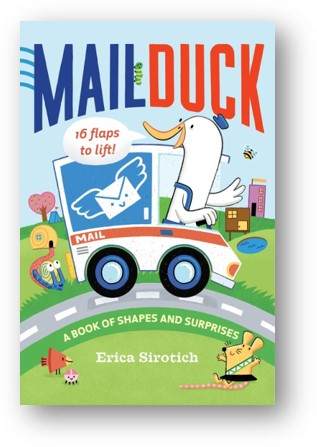 MAIL DUCK
16 flaps
to lift!
MAIL
A BOOK OF SHAPES AND SURPRISES
Erica Sirotich